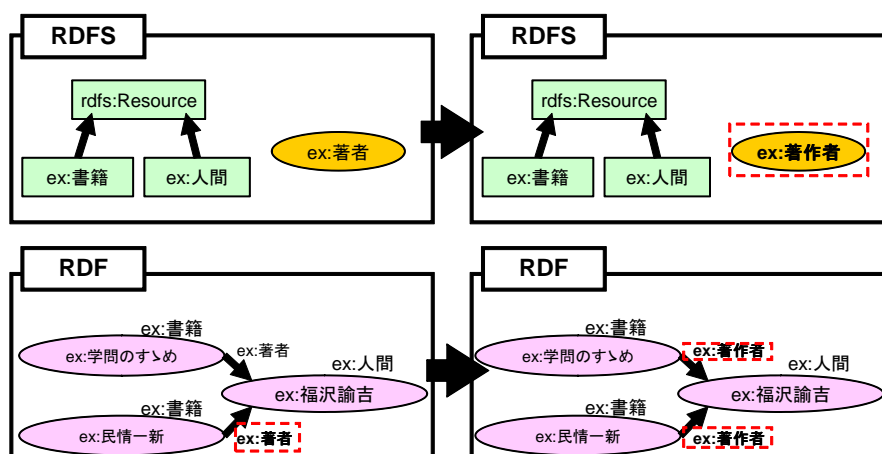 RDFS
rdfs:Resource
ex:書籍
ex:人間
ex:著者
RDFS
rdfs:Resource
ex:書籍
ex:人間
ex:著作者
RDF
ex:書籍
ex:学問のすゝめ
ex:著者
ex:人間
ex:福沢諭吉
ex:書籍
ex:民情一新
ex:著者
RDF
ex:書籍
ex:学問のすゝめ
ex:著作者
ex:人間
ex:福沢諭吉
ex:書籍
ex:民情一新
ex:著作者